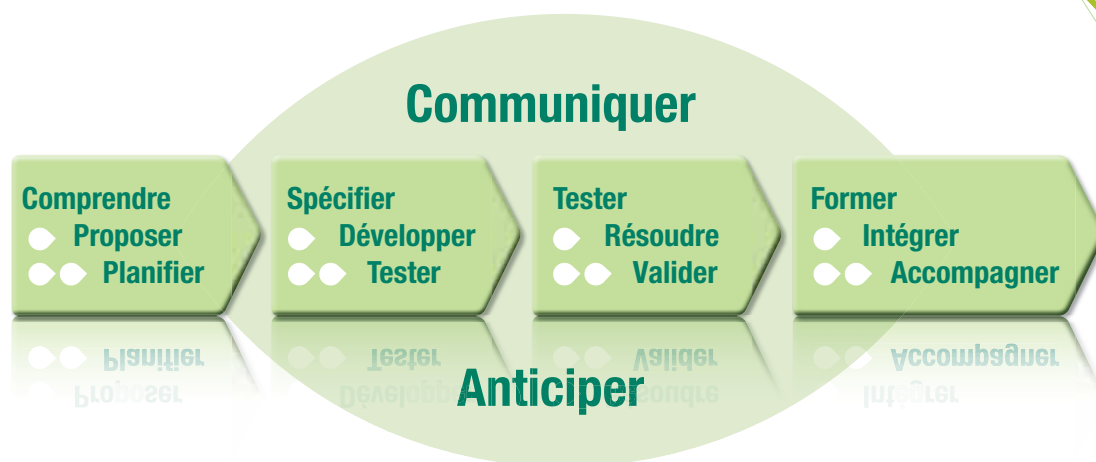 Communiquer
Comprendre
Proposer
Planifier
Spécifier
Développer
Tester
Tester
Résoudre
Valider
Former
Intégrer
Accompagner
Anticiper